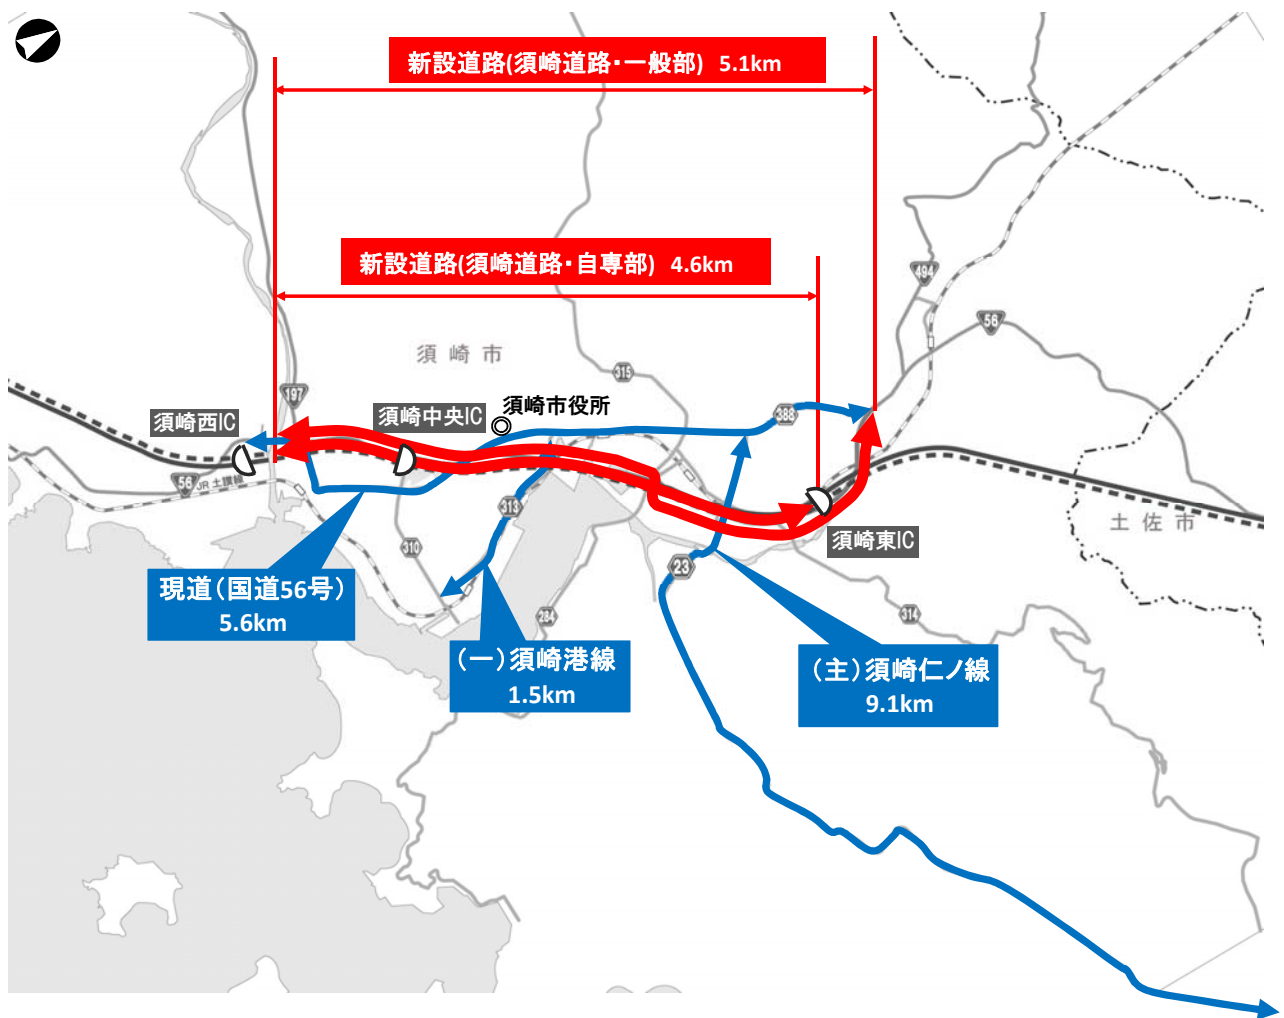 新設道路(須崎道路・一般部) 5.1km
新設道路(須崎道路・自専部) 4.6km
494
56
須崎市
315
197
388
須崎西IC
須崎中央IC
須崎市役所
56
JR土讃線
313
土佐市
須崎東IC
310
23
現道(国道56号)
5.6km
284
314
(一)須崎港線
1.5km
(主)須崎仁ノ線
9.1km